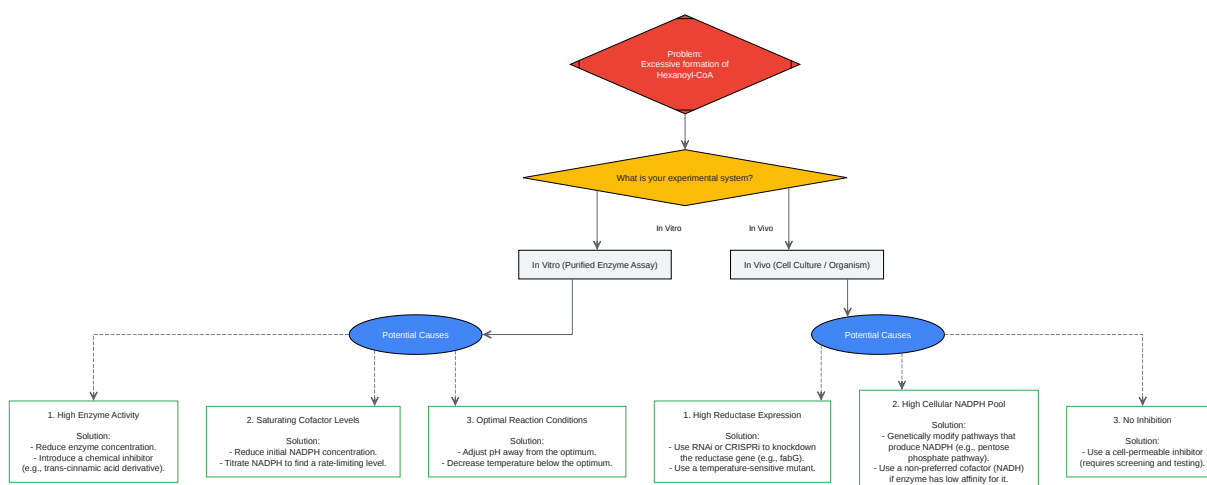 Problem:
Excessive formation of
Hexanoyl-CoA
What is your experimental system?
In Vitro
In Vivo
In Vitro (Purified Enzyme Assay)
In Vivo (Cell Culture / Organism)
Potential Causes
Potential Causes
1. High Enzyme Activity
Solution:
- Reduce enzyme concentration.
- Introduce a chemical inhibitor
(e.g., trans-cinnamic acid derivative).
2. Saturating Cofactor Levels
Solution:
- Reduce initial NADPH concentration.
- Titrate NADPH to find a rate-limiting level.
3. Optimal Reaction Conditions
Solution:
- Adjust pH away from the optimum.
- Decrease temperature below the optimum.
1. High Reductase Expression
Solution:
- Use RNAi or CRISPRi to knockdown
the reductase gene (e.g., fabG).
- Use a temperature-sensitive mutant.
2. High Cellular NADPH Pool
Solution:
- Genetically modify pathways that
produce NADPH (e.g., pentose
phosphate pathway).
- Use a non-preferred cofactor (NADH)
if enzyme has low affinity for it.
3. No Inhibition
Solution:
- Use a cell-permeable inhibitor
(requires screening and testing).